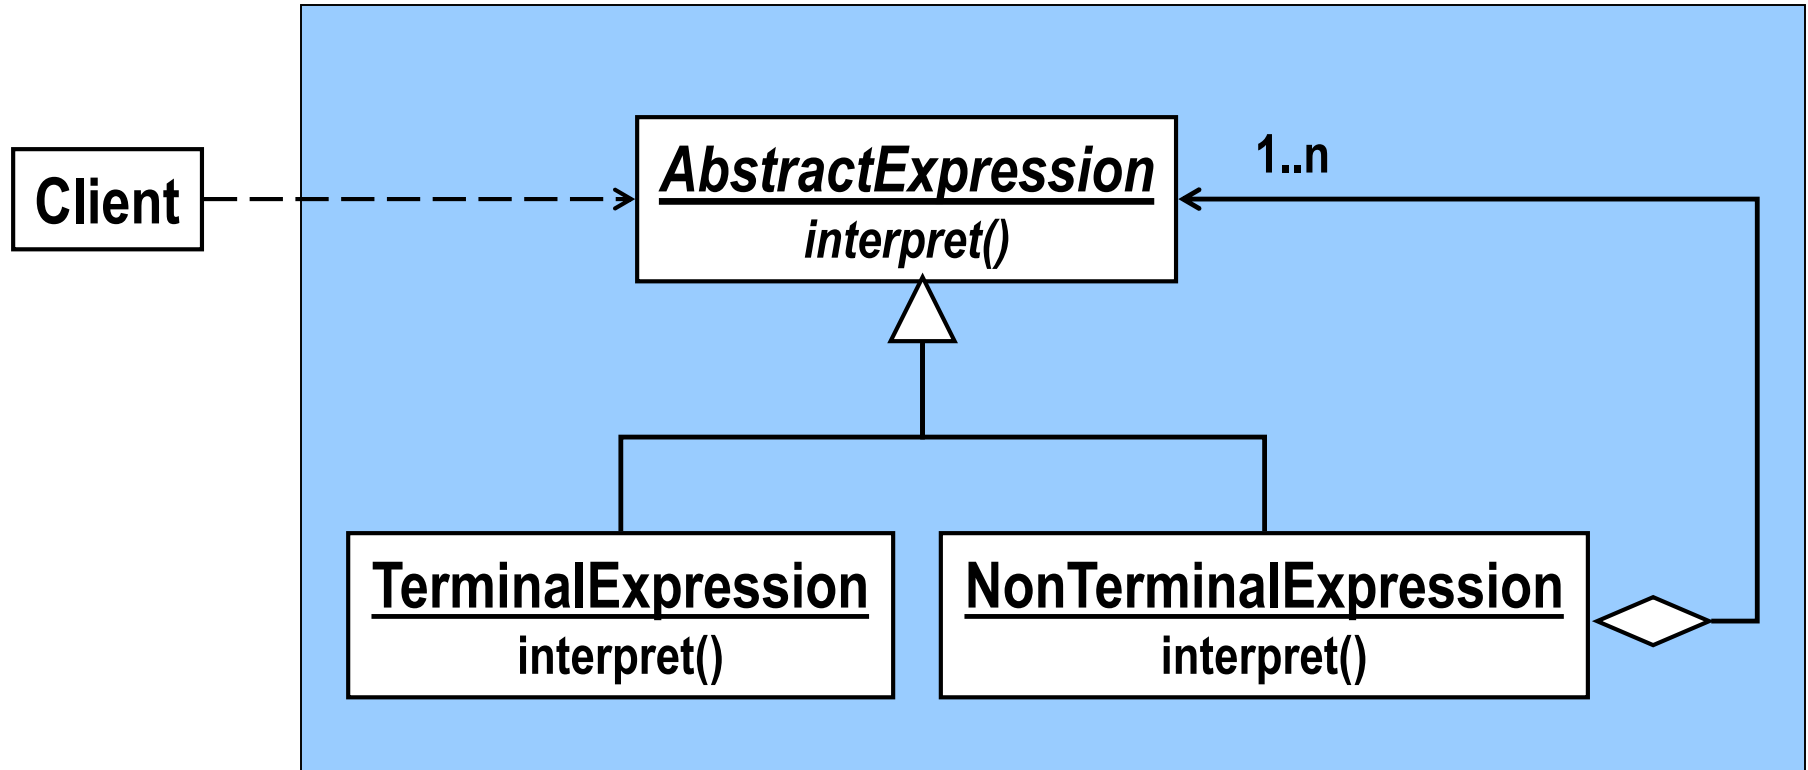 AbstractExpression
interpret()
1..n
Client
TerminalExpression
interpret()
NonTerminalExpression
interpret()